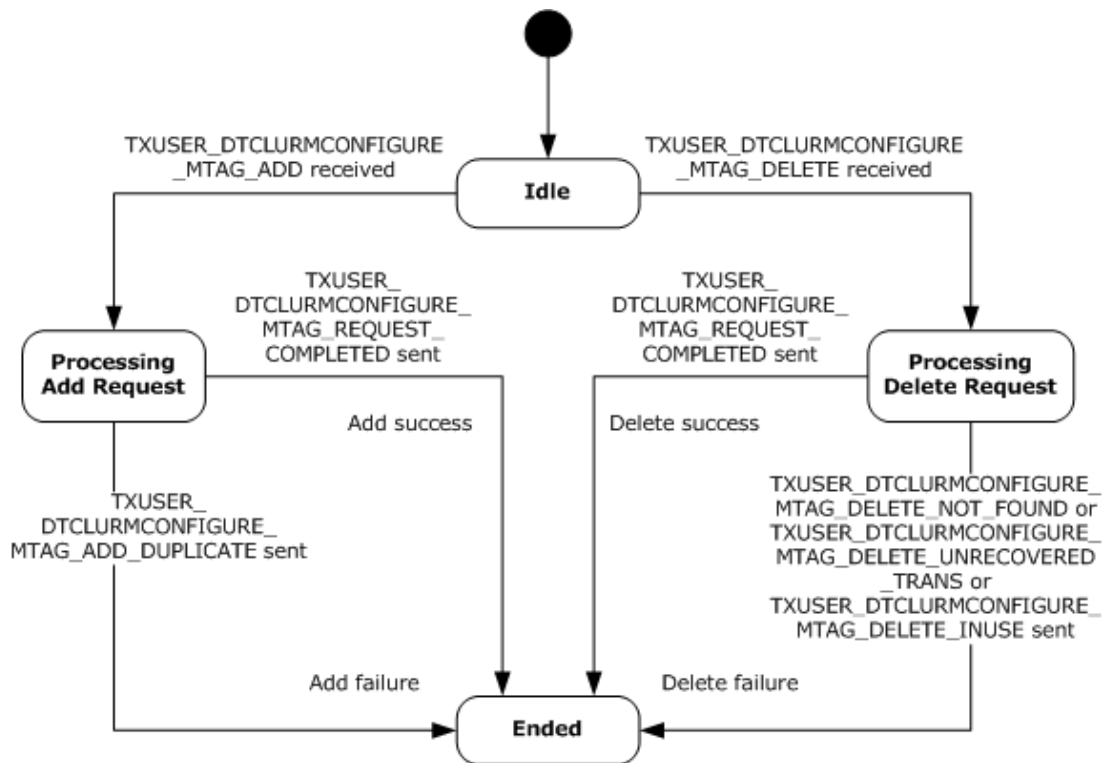 TXUSER_DTCLURMCONFIGURE
_MTAG_ADD received
TXUSER_DTCLURMCONFIGURE
_MTAG_DELETE received
Idle
TXUSER_
DTCLURMCONFIGURE_
MTAG_REQUEST_
COMPLETED sent
TXUSER_
DTCLURMCONFIGURE_
MTAG_REQUEST_
COMPLETED sent
Processing
Add Request
Processing
Delete Request
Add success
Delete success
TXUSER_
DTCLURMCONFIGURE_
MTAG_ADD_DUPLICATE sent
TXUSER_DTCLURMCONFIGURE_
MTAG_DELETE_NOT_FOUND or
TXUSER_DTCLURMCONFIGURE_
MTAG_DELETE_UNRECOVERED
_TRANS or
TXUSER_DTCLURMCONFIGURE_
MTAG_DELETE_INUSE sent
Add failure
Delete failure
Ended